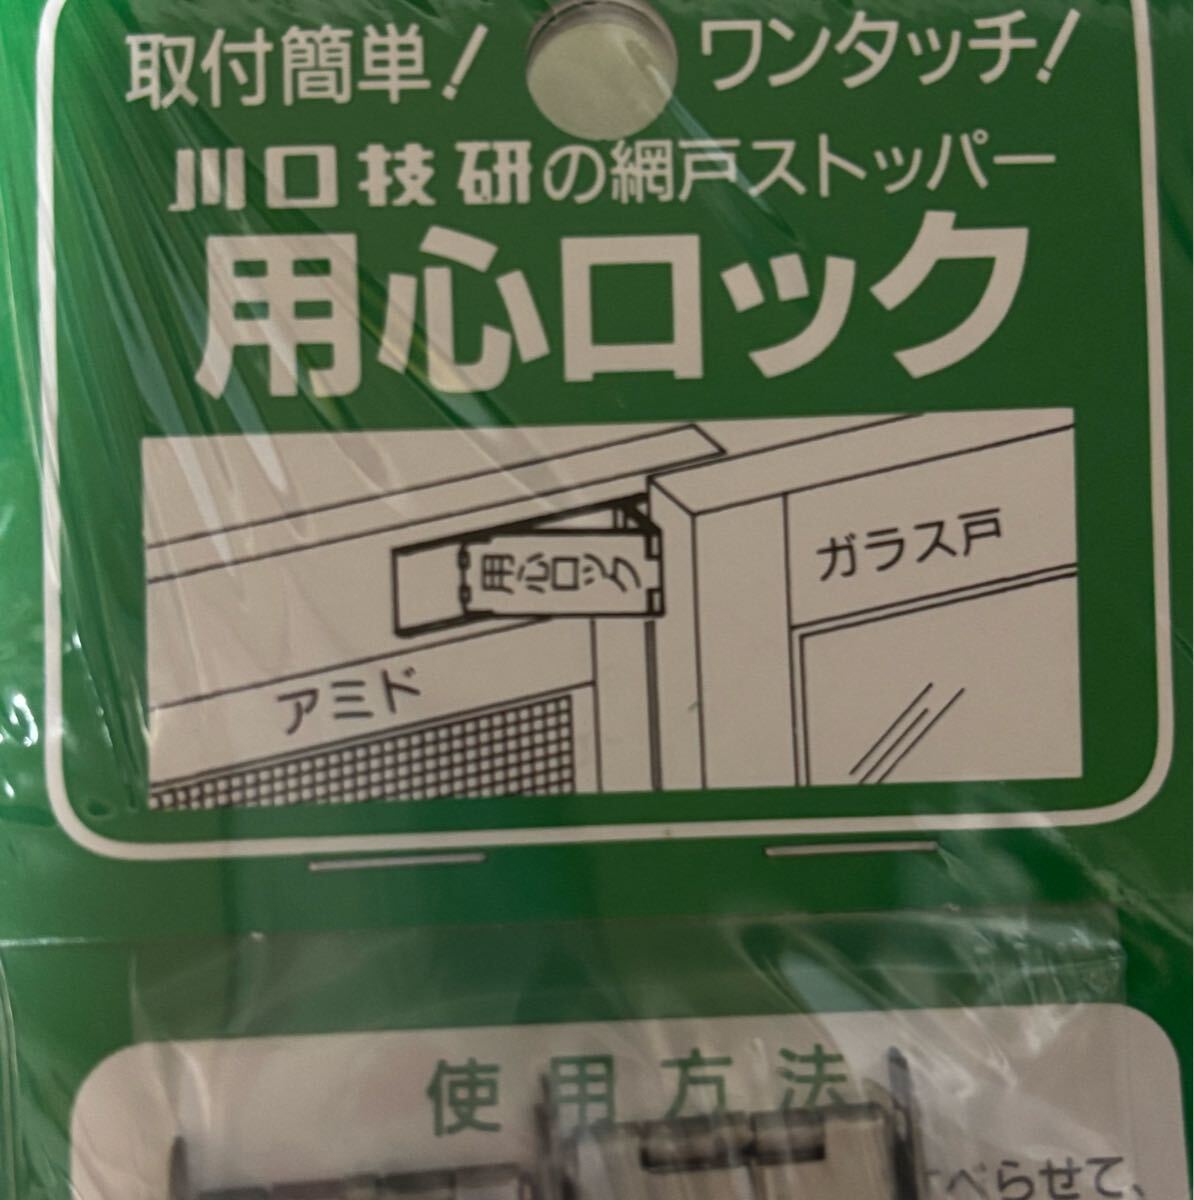 取付簡単! ワンタッチ!
川口技研の網戸ストッパー
用心ロック
ガラス戸
用心ロック
アミド
使用方法
すべらせて、